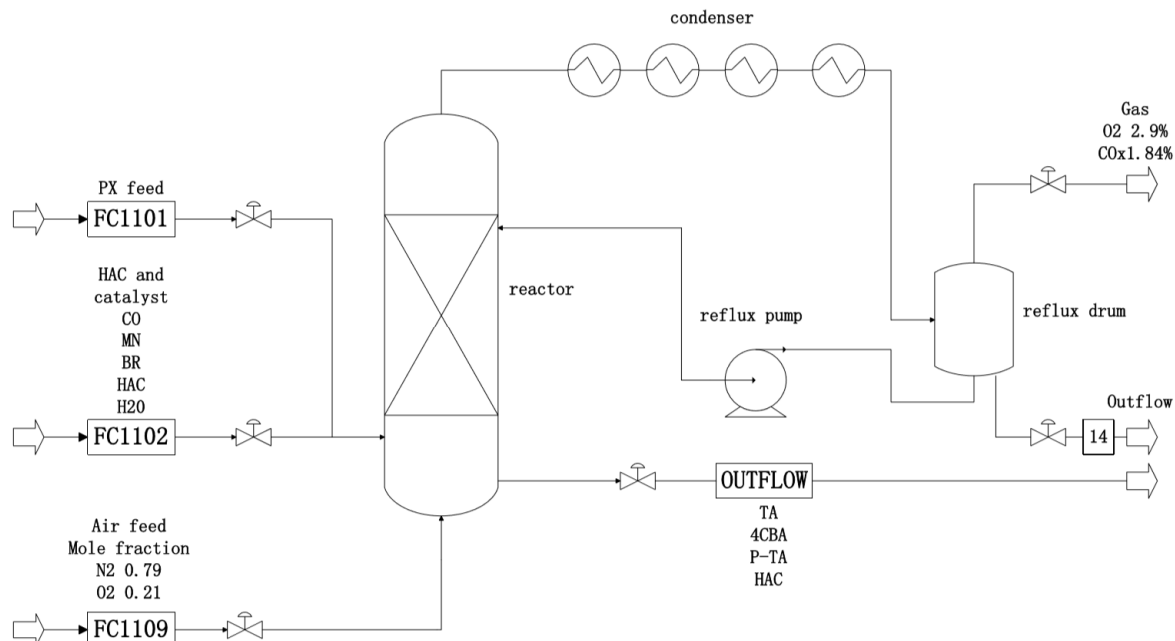 condenser
Gas
O2 2.9%
COx1.84%
PX feed
FC1101
HAC and
catalyst
CO
MN
BR
HAC
H2O
FC1102
reactor
reflux pump
reflux drum
Outflow
14
OUTFLOW
TA
4CBA
P-TA
HAC
Air feed
Mole fraction
N2 0.79
O2 0.21
FC1109